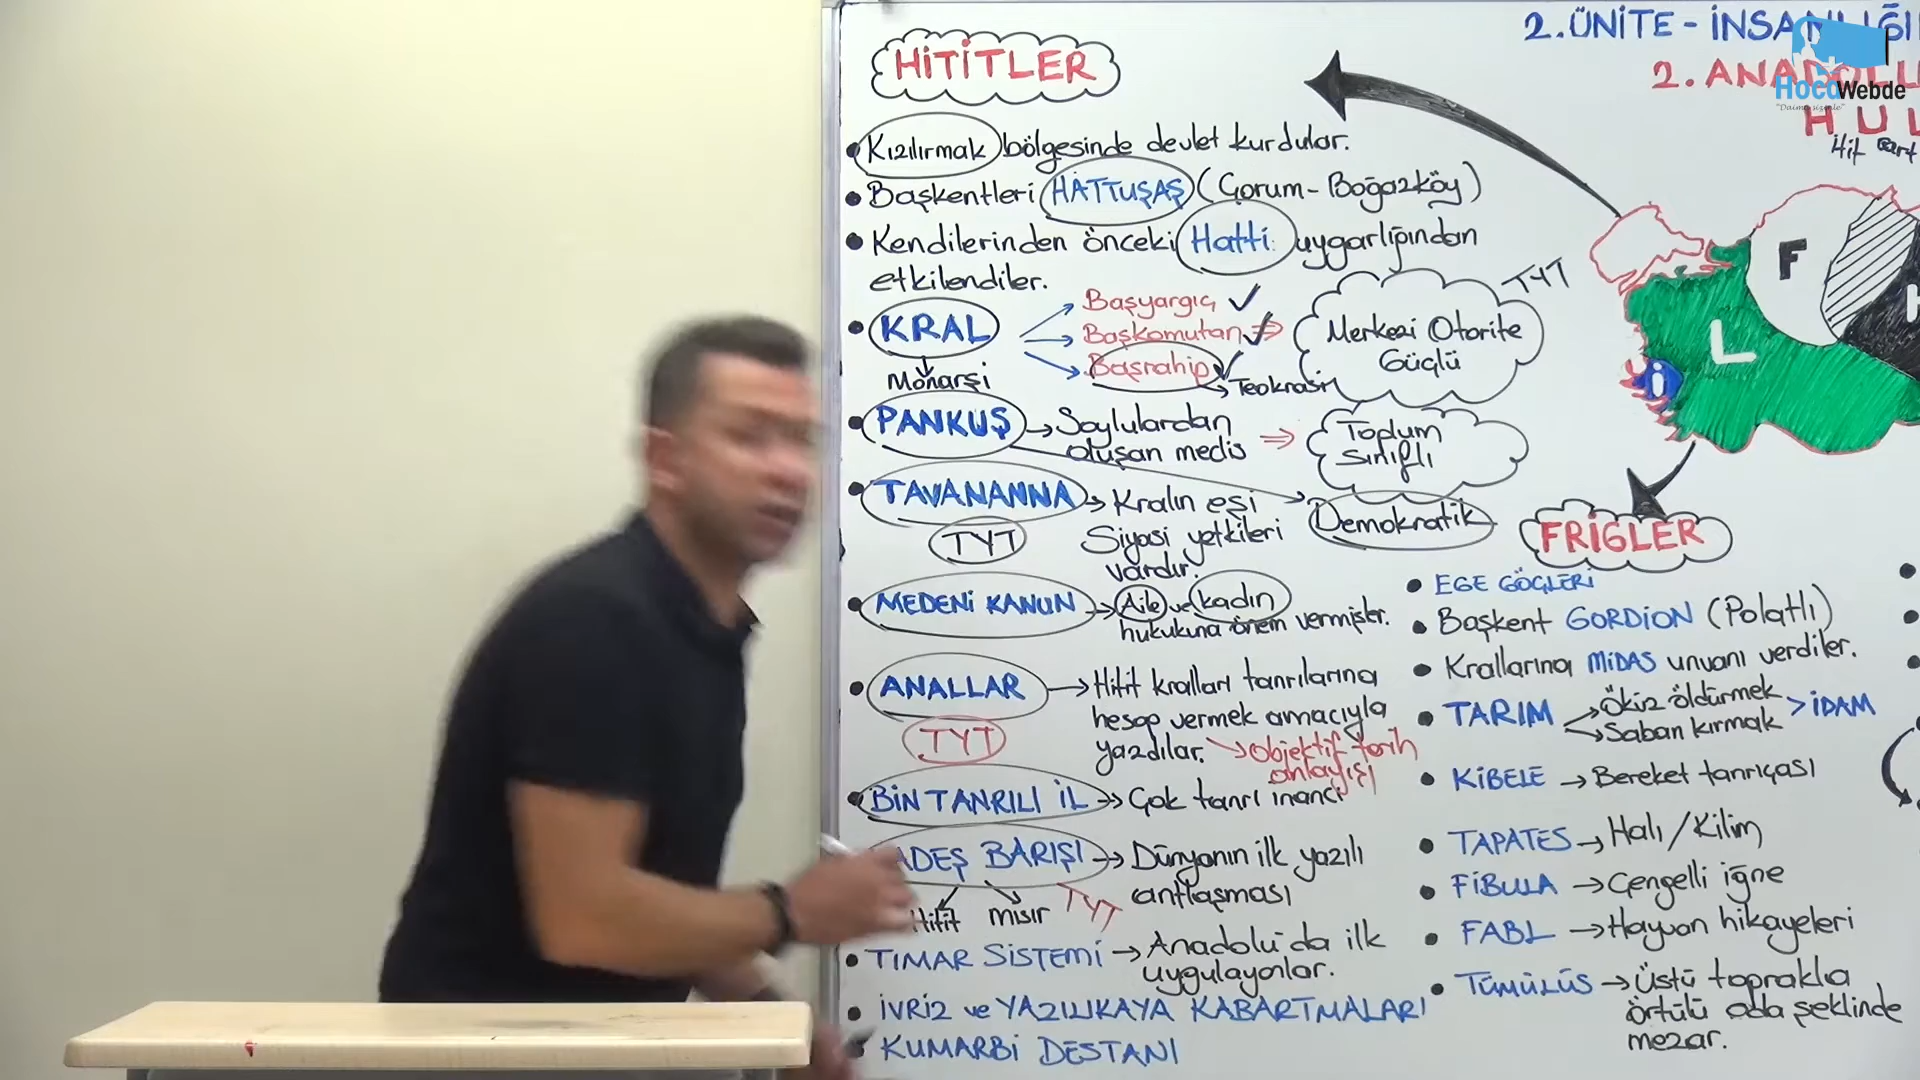 2.ÜNİTE - İNSANLIĞI
2. ANADOLU
HUL
Hit
HocaWebde
"Daima sizinle"
HİTİTLER
Kızılırmak bölgesinde devlet kurdular.
Başkentleri HATTUŞAŞ (Çorum-Boğazköy)
Kendilerinden önceki Hatti uygarlığından
etkilendiler.
KRAL
Monarşi
Başyargıç
Başkomutan
Başrahip
Teokrasi
Merkezi Otorite
Güçlü
TYT
PANKUŞ → Soylulardan
oluşan meclis
Toplum
Sınıflı
Demokratik
TAVANANNA → Kralın eşi
Siyasi yetkileri
vardır.
TYT
MEDENİ KANUN → Aile ve kadın
hukukuna önem vermişler.
ANALLAR → Hitit kralları tanrılarına
hesap vermek amacıyla
yazdılar. → objektif tarih
anlayışı
TYT
BİN TANRILI İL → Çok tanrı inancı
ADEŞ BARIŞI → Dünyanın ilk yazılı
antlaşması
Hitit Mısır TYT
TIMAR SİSTEMİ → Anadolu'da ilk
uygulayanlar.
İVRİZ ve YAZILIKAYA KABARTMALARI
KUMARBİ DESTANI
F
H
L
İ
FRİGLER
EGE GÖÇLERİ
Başkent GORDİON (Polatlı)
Krallarına MİDAS unvanı verdiler.
TARIM → Öküz öldürmek
→ Saban kırmak > İDAM
KİBELE → Bereket tanrıçası
TAPATES → Halı/Kilim
FİBULA → Çengelli iğne
FABL → Hayvan hikayeleri
TÜMÜLÜS → Üstü toprakla
örtülü oda şeklinde
mezar.